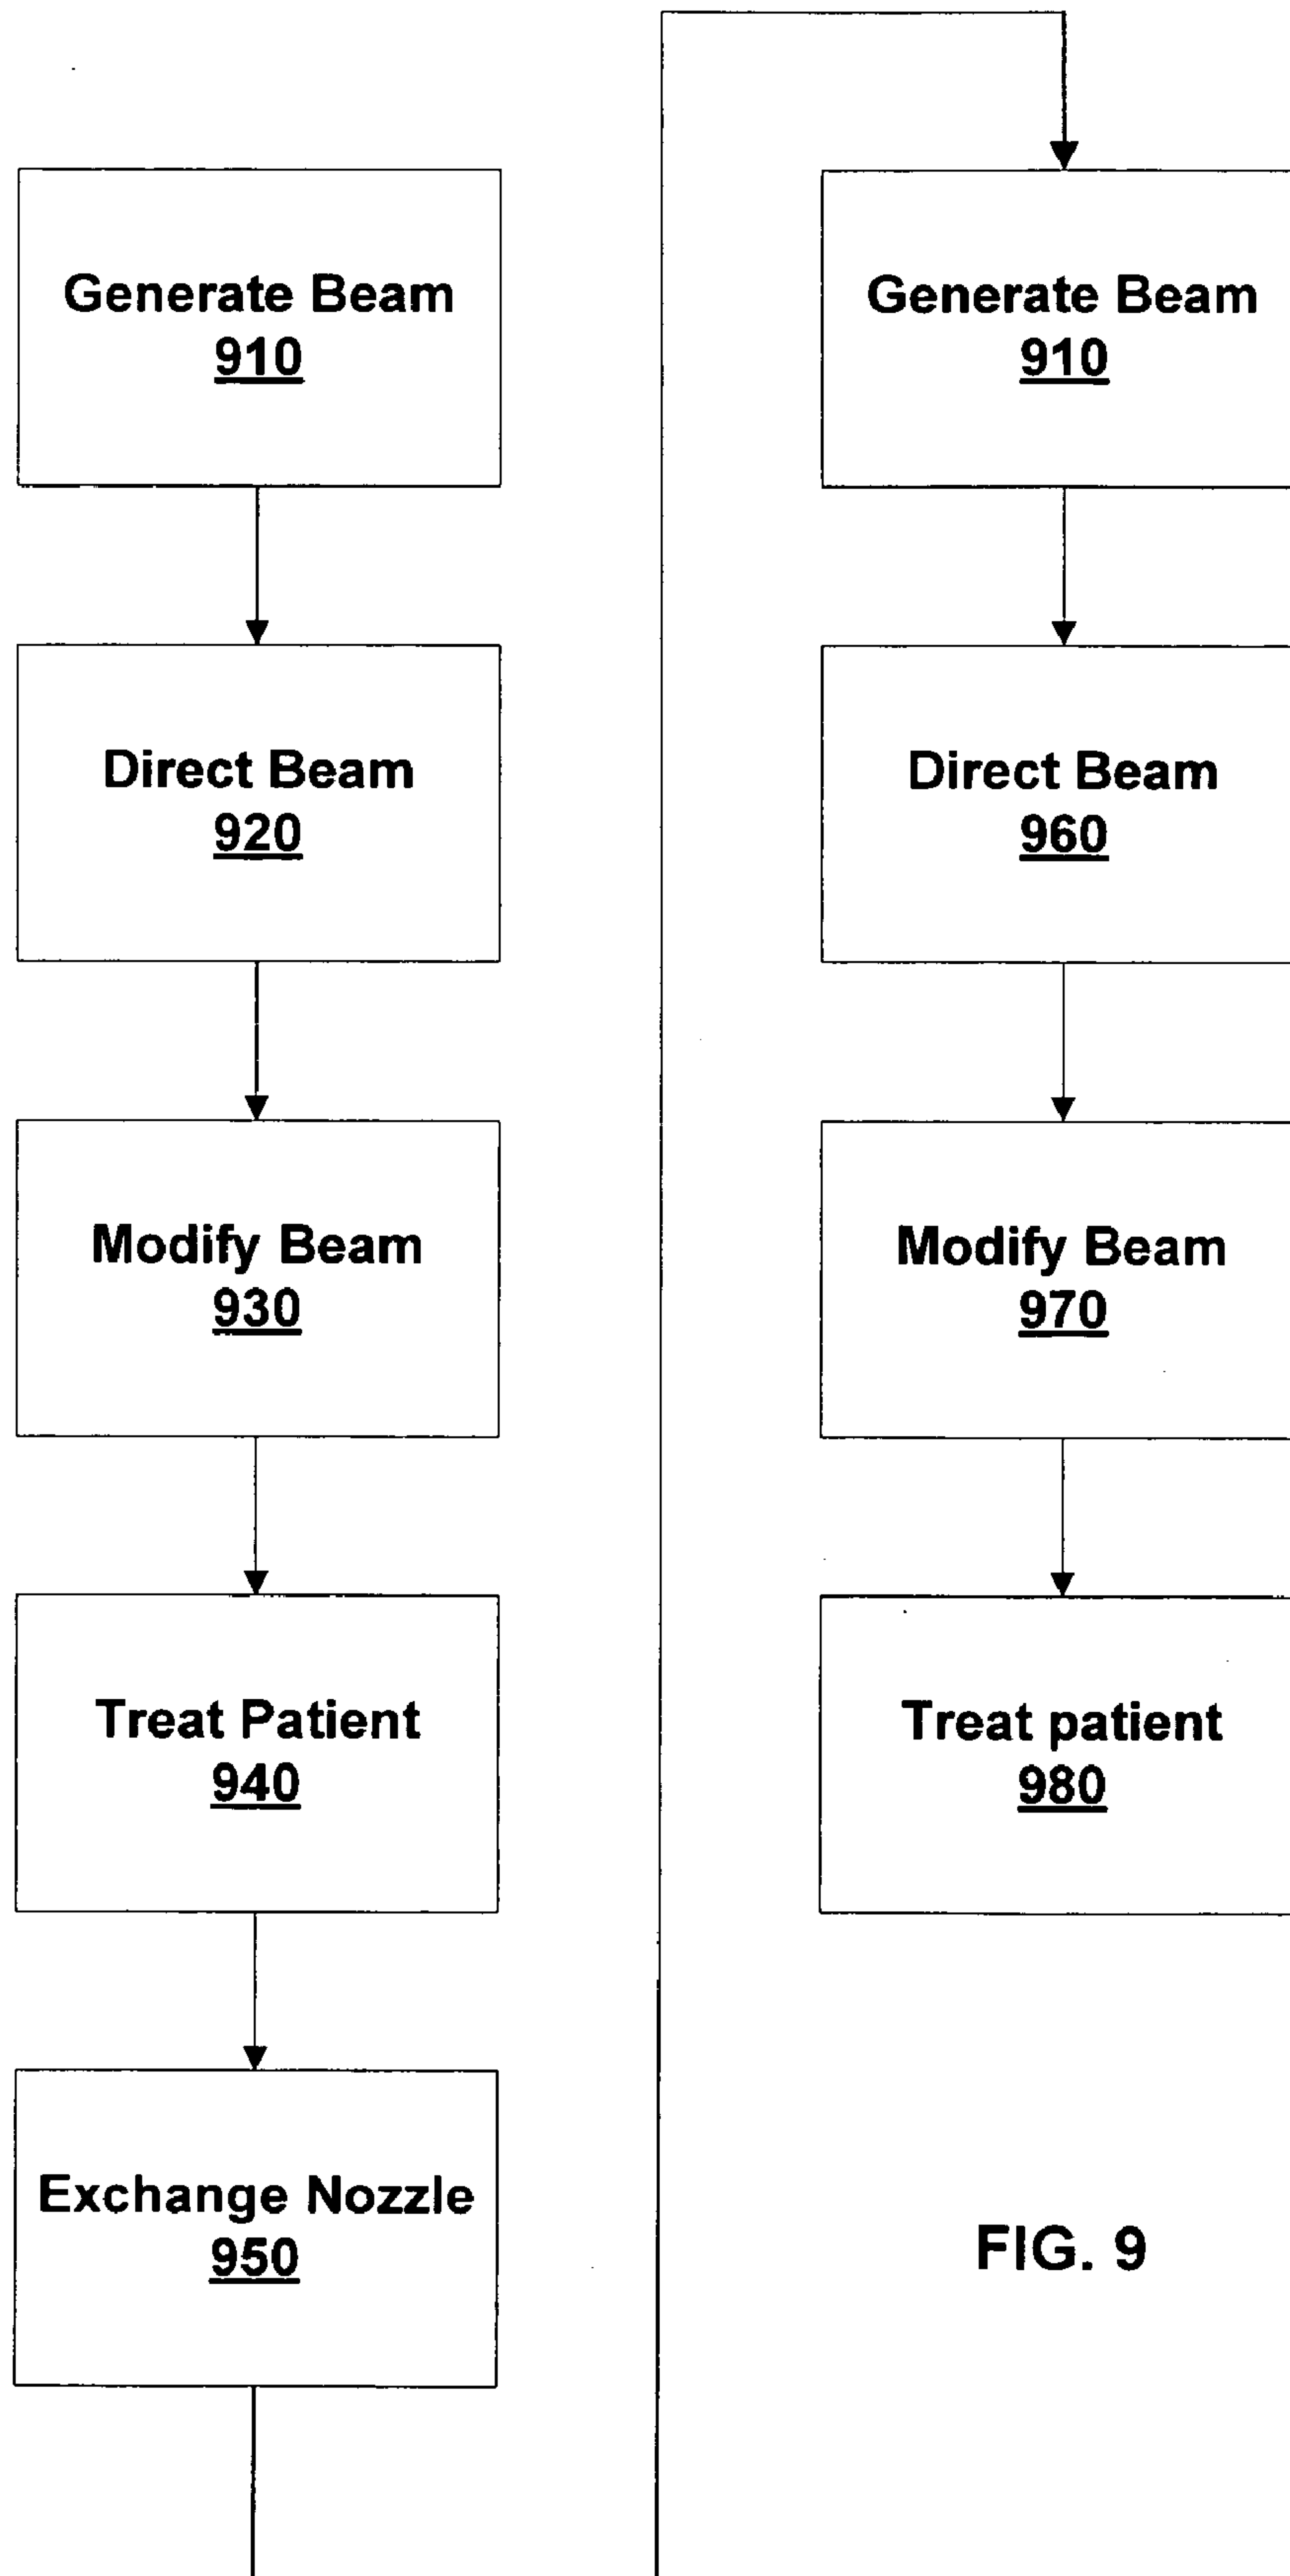 Generate Beam
910
Direct Beam
920
Modify Beam
930
Treat Patient
940
Exchange Nozzle
950
Generate Beam
910
Direct Beam
960
Modify Beam
970
Treat patient
980
FIG. 9